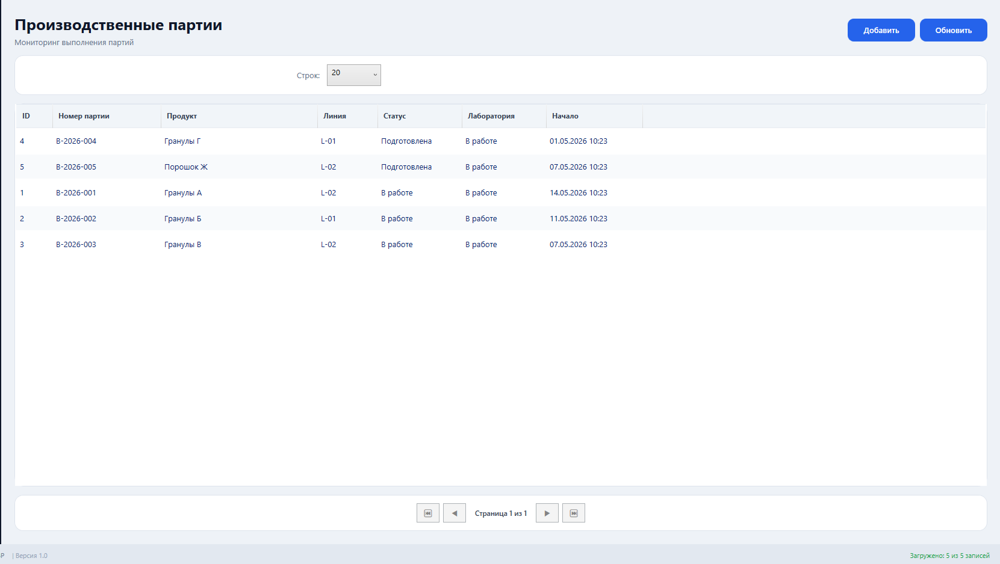 Производственные партии
Мониторинг выполнения партий
Добавить Обновить
Строк: 20
ID Номер партии Продукт Линия Статус Лаборатория Начало
4 B-2026-004 Гранулы Г L-01 Подготовлена В работе 01.05.2026 10:23
5 B-2026-005 Порошок Ж L-02 Подготовлена В работе 07.05.2026 10:23
1 B-2026-001 Гранулы А L-02 В работе В работе 14.05.2026 10:23
2 B-2026-002 Гранулы Б L-01 В работе В работе 11.05.2026 10:23
3 B-2026-003 Гранулы В L-02 В работе В работе 07.05.2026 10:23
Страница 1 из 1
| Версия 1.0 Загружено: 5 из 5 записей